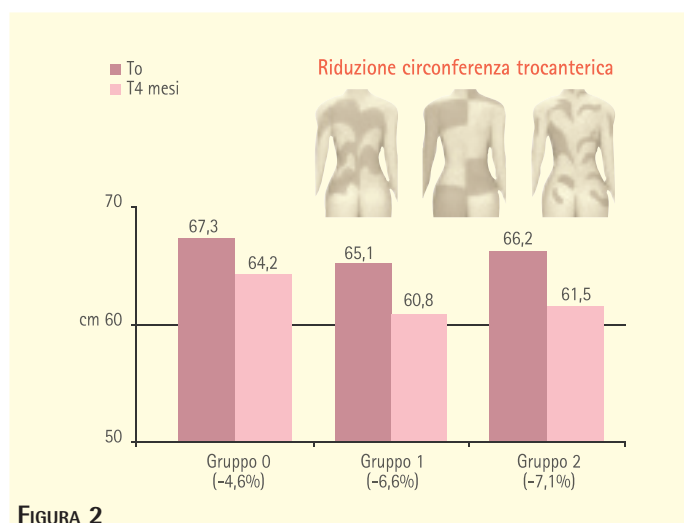 To
T4 mesi
Riduzione circonferenza trocanterica
70
67,3
64,2
65,1
60,8
66,2
61,5
cm 60
50
Gruppo 0
(-4,6%)
Gruppo 1
(-6,6%)
Gruppo 2
(-7,1%)
FIGURA 2